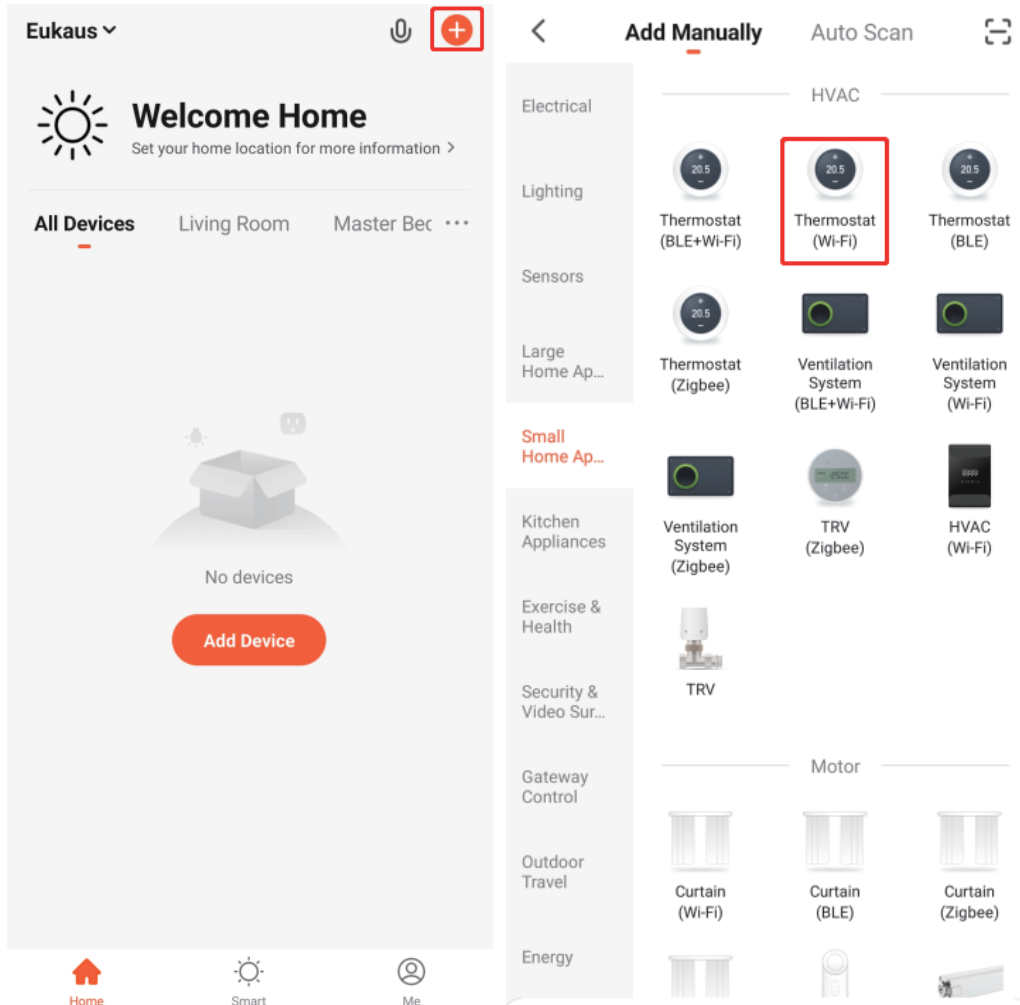 Eukaus
Welcome Home
Set your home location for more information >
All Devices Living Room Master Bec ...
No devices
Add Device
Home Smart Me
Add Manually Auto Scan
Electrical
Lighting
Sensors
Large
Home Ap...
Small
Home Ap...
Kitchen
Appliances
Exercise &
Health
Security &
Video Sur...
Gateway
Control
Outdoor
Travel
Energy
HVAC
20.5 20.5 20.5
Thermostat Thermostat Thermostat
(BLE+Wi-Fi) (Wi-Fi) (BLE)
20.5
Thermostat Ventilation Ventilation
(Zigbee) System System
(BLE+Wi-Fi) (Wi-Fi)
Ventilation TRV HVAC
System (Zigbee) (Wi-Fi)
(Zigbee)
TRV
Motor
Curtain Curtain Curtain
(Wi-Fi) (BLE) (Zigbee)